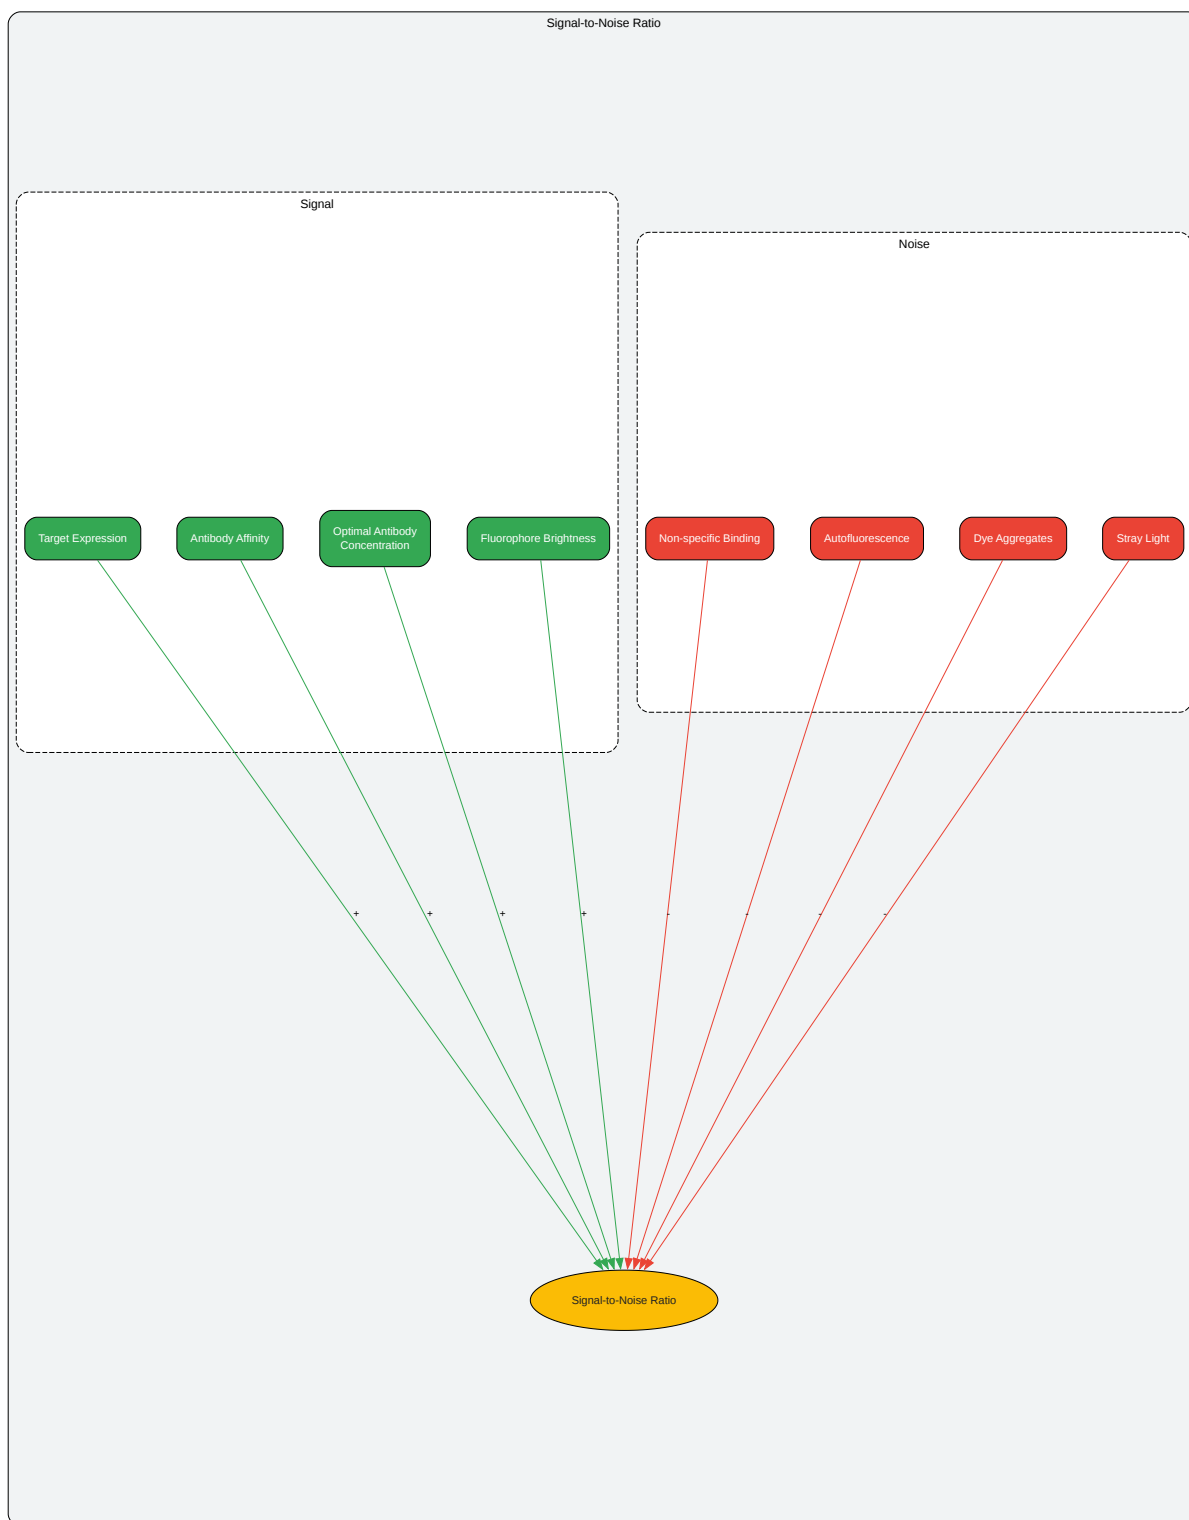 Signal-to-Noise Ratio
Signal
Noise
Target Expression
Antibody Affinity
Optimal Antibody
Concentration
Fluorophore Brightness
Non-specific Binding
Autofluorescence
Dye Aggregates
Stray Light
+
+
+
+
-
-
-
-
Signal-to-Noise Ratio